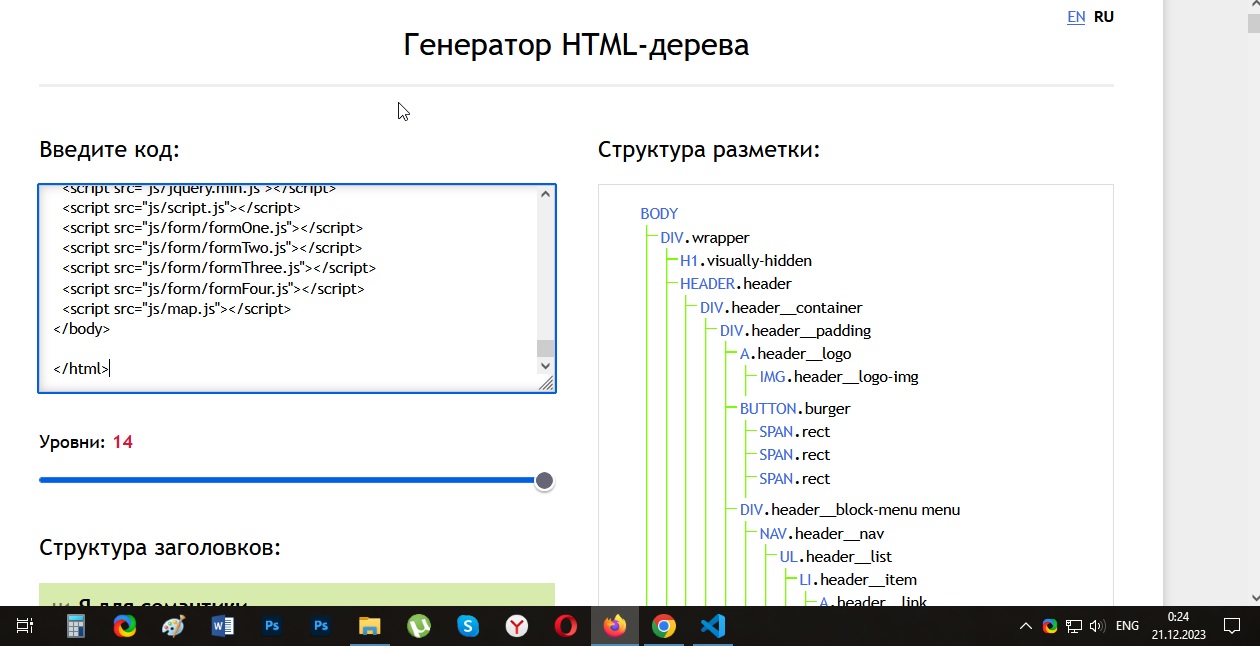 EN RU
Генератор HTML-дерева
Введите код:
<script src="js/jquery.min.js"></script>
<script src="js/script.js"></script>
<script src="js/form/formOne.js"></script>
<script src="js/form/formTwo.js"></script>
<script src="js/form/formThree.js"></script>
<script src="js/form/formFour.js"></script>
<script src="js/map.js"></script>
</body>
</html>
Уровни: 14
Структура заголовков:
H1 Я для семантики
Структура разметки:
BODY
DIV.wrapper
H1.visually-hidden
HEADER.header
DIV.header__container
DIV.header__padding
A.header__logo
IMG.header__logo-img
BUTTON.burger
SPAN.rect
SPAN.rect
SPAN.rect
DIV.header__block-menu menu
NAV.header__nav
UL.header__list
LI.header__item
A.header__link
W
Ps
Ps
S
Y
ENG
0:24
21.12.2023